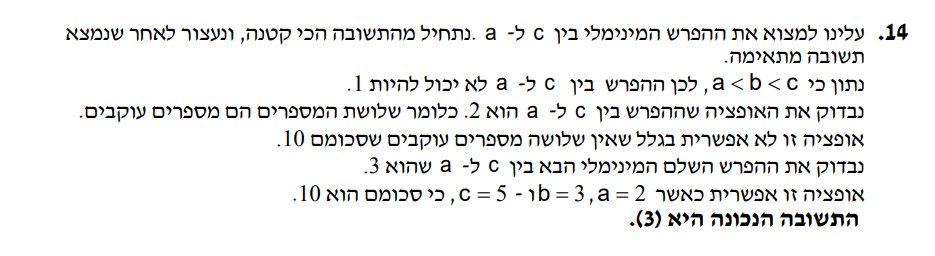 14. עלינו למצוא את ההפרש המינימלי בין c ל- a .נתחיל מהתשובה הכי קטנה, ונעצור לאחר שנמצא
תשובה מתאימה.
נתון כי a < b < c, לכן ההפרש בין c ל- a לא יכול להיות 1.
נבדוק את האופציה שההפרש בין c ל- a הוא 2. כלומר שלושת המספרים הם מספרים עוקבים.
אופציה זו לא אפשרית בגלל שאין שלושה מספרים עוקבים שסכומם 10.
נבדוק את ההפרש השלם המינימלי הבא בין c ל- a שהוא 3.
אופציה זו אפשרית כאשר a = 2 ,b = 3 ו - c = 5, כי סכומם הוא 10.
התשובה הנכונה היא (3).